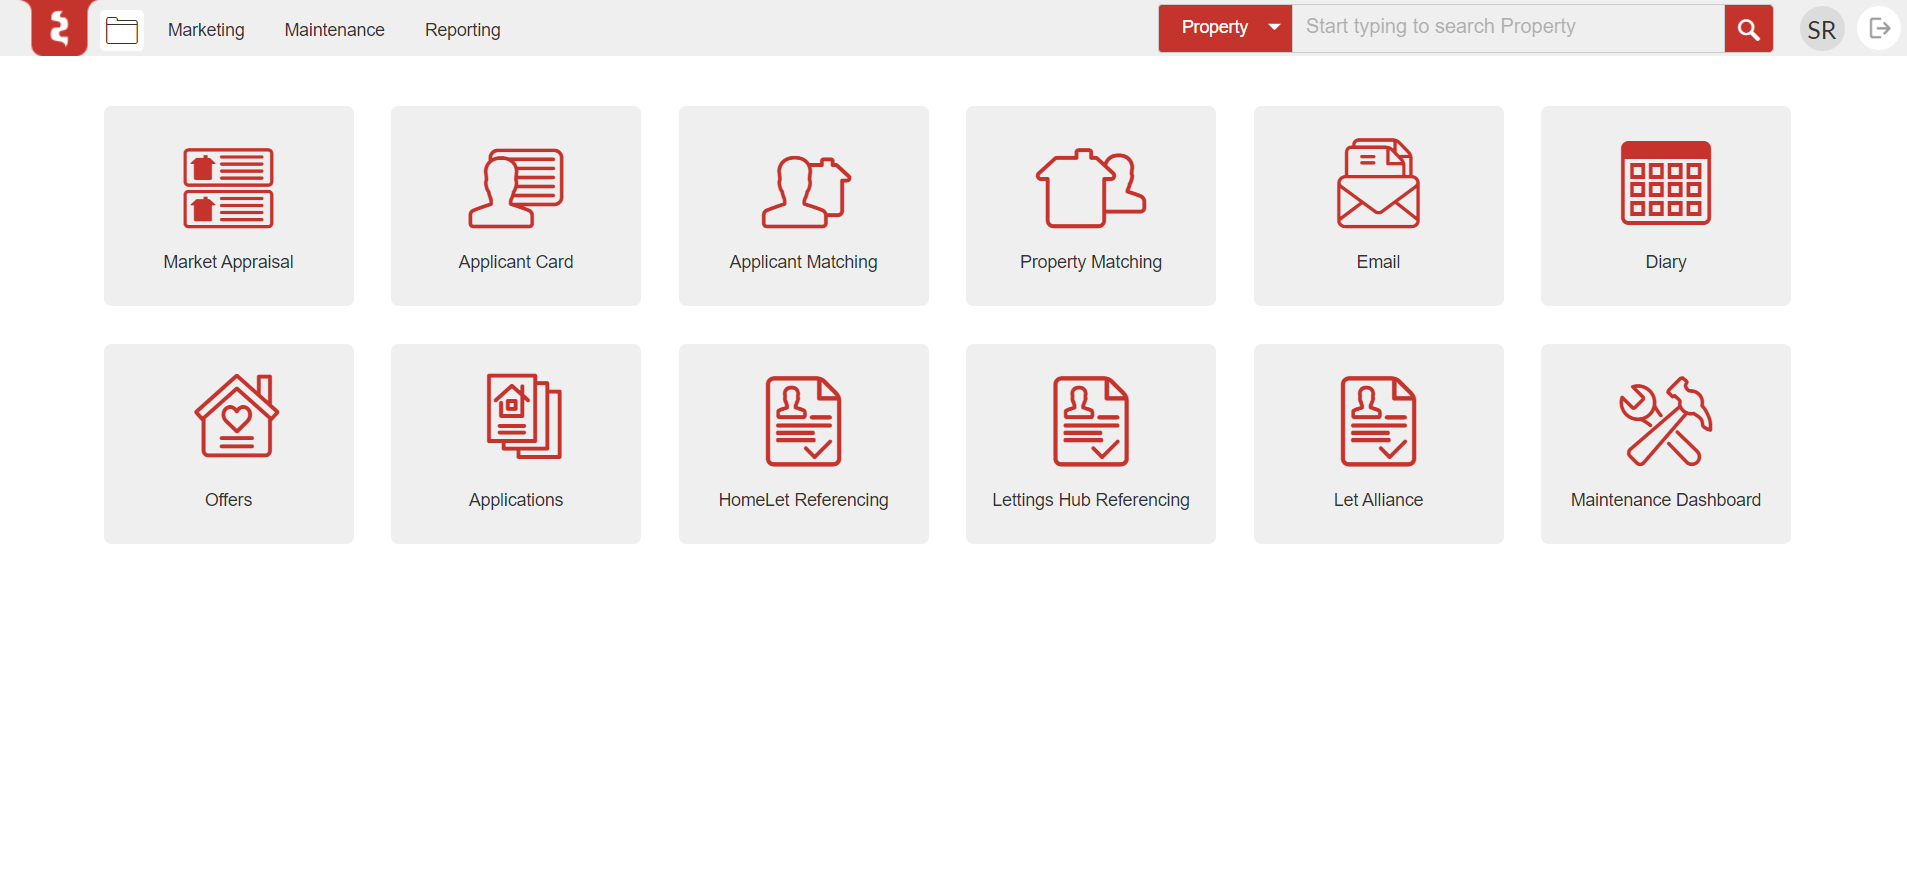 Marketing
Maintenance
Reporting
Property
Start typing to search Property
SR
Market Appraisal
Applicant Card
Applicant Matching
Property Matching
Email
Diary
Offers
Applications
HomeLet Referencing
Lettings Hub Referencing
Let Alliance
Maintenance Dashboard